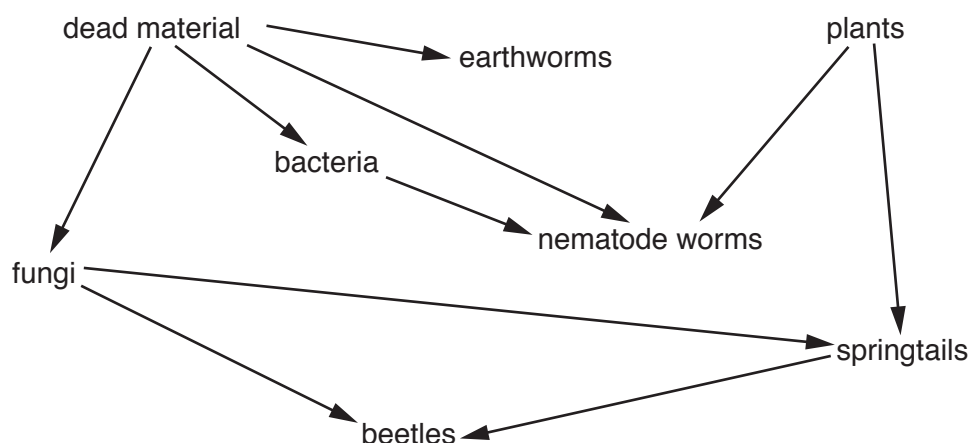 dead material
plants
earthworms
bacteria
nematode worms
fungi
springtails
beetles